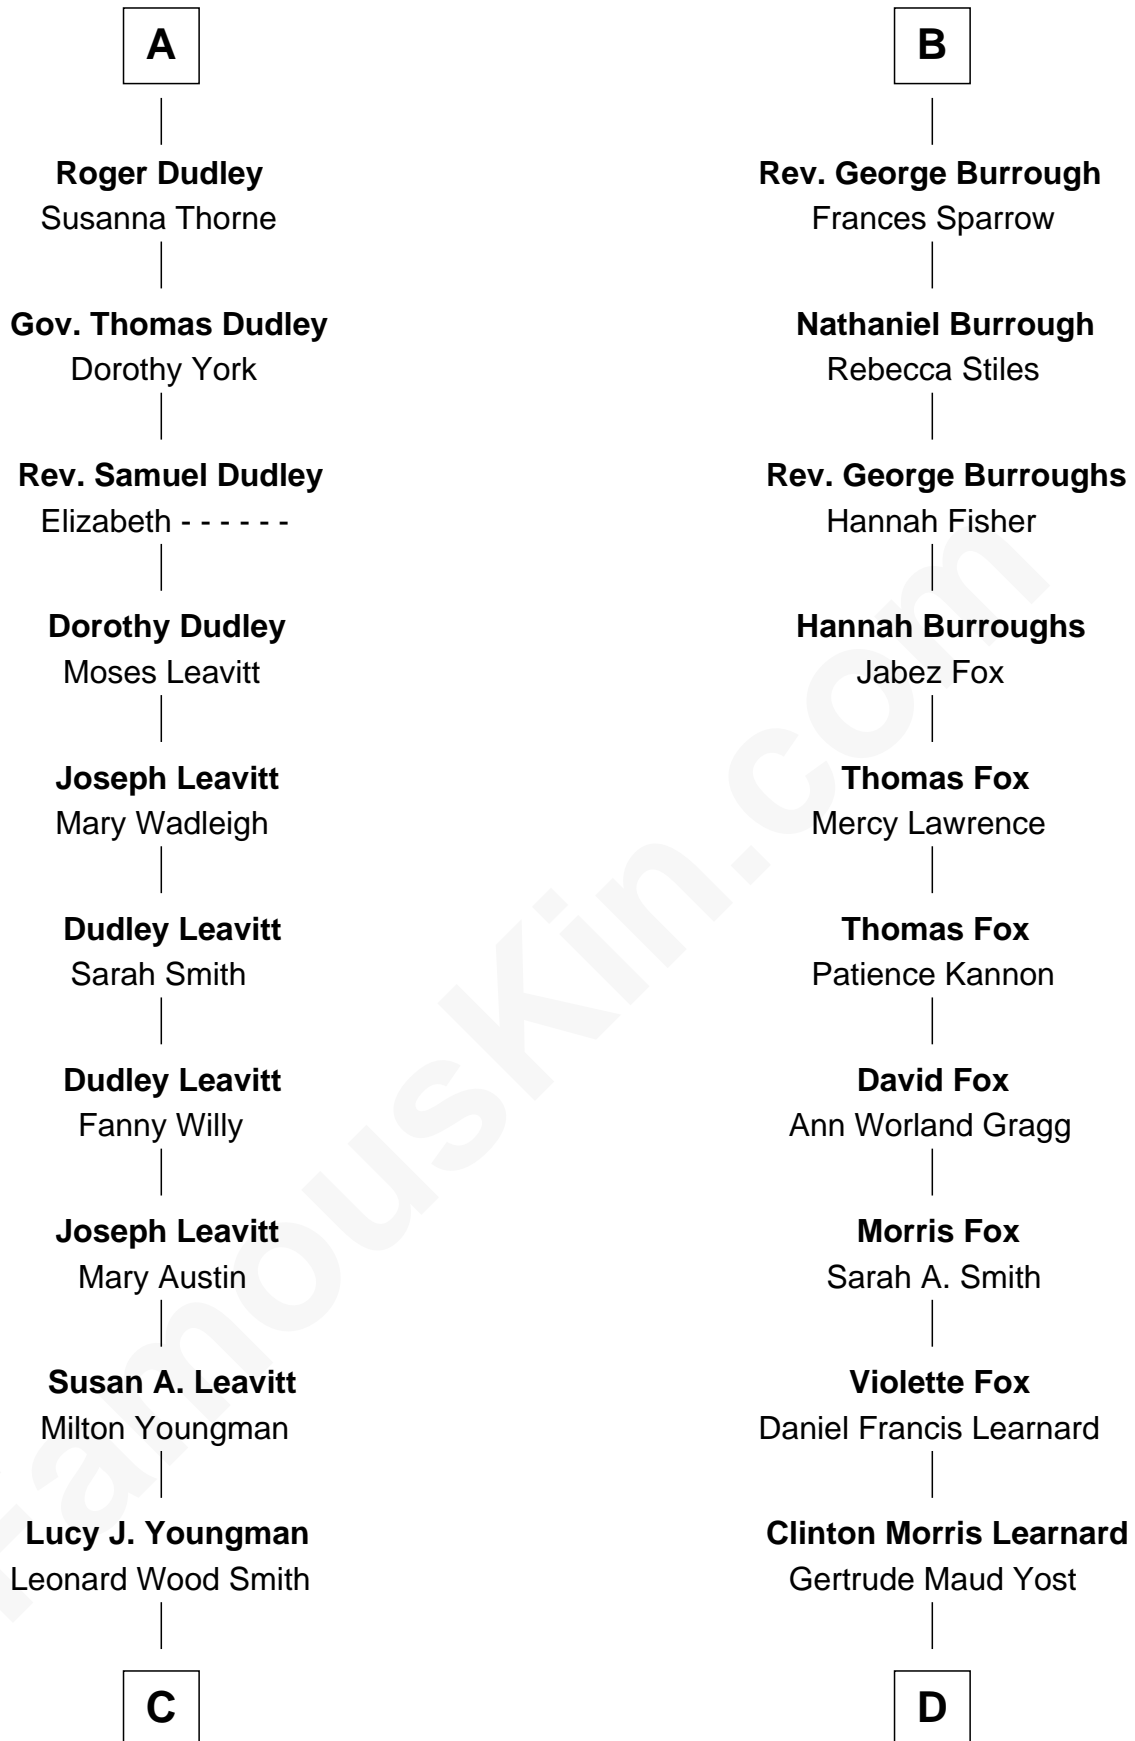 A
Roger Dudley
Susanna Thorne
Gov. Thomas Dudley
Dorothy York
Rev. Samuel Dudley
Elizabeth - - - - - -
Dorothy Dudley
Moses Leavitt
Joseph Leavitt
Mary Wadleigh
Dudley Leavitt
Sarah Smith
Dudley Leavitt
Fanny Willy
Joseph Leavitt
Mary Austin
Susan A. Leavitt
Milton Youngman
Lucy J. Youngman
Leonard Wood Smith
C
B
Rev. George Burrough
Frances Sparrow
Nathaniel Burrough
Rebecca Stiles
Rev. George Burroughs
Hannah Fisher
Hannah Burroughs
Jabez Fox
Thomas Fox
Mercy Lawrence
Thomas Fox
Patience Kannon
David Fox
Ann Worland Gragg
Morris Fox
Sarah A. Smith
Violette Fox
Daniel Francis Learnard
Clinton Morris Learnard
Gertrude Maud Yost
D
FamousKin.com